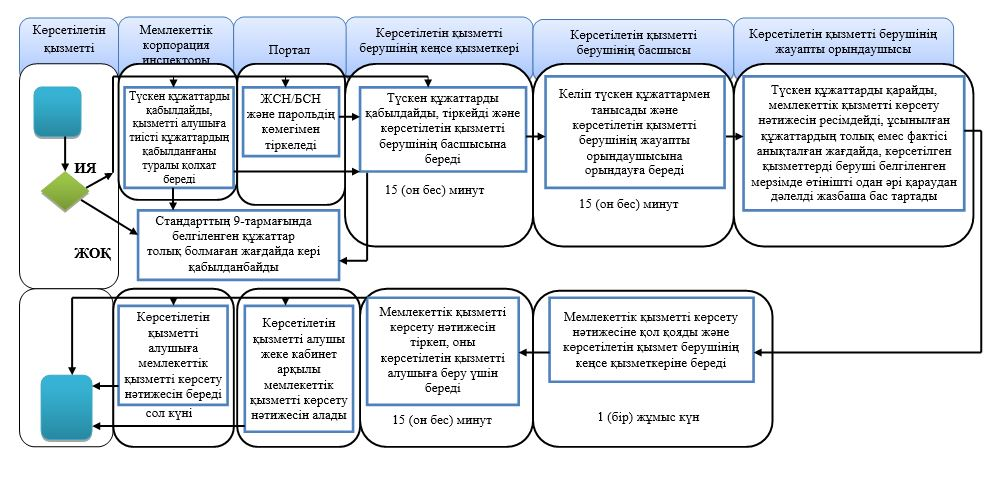 Көрсетілетін
қызметті
Мемлекеттік
корпорация
инспекторы
Портал
Көрсетілетін қызметті
берушінің кеңсе қызметкері
Көрсетілетін қызметті
берушінің басшысы
Көрсетілетін қызметті берушінің
жауапты орындаушысы
ИЯ
ЖОҚ
Түскен құжаттарды
қабылдайды,
қызметті алушыға
тиісті құжаттардың
қабылданғаны
туралы қолхат
береді
ЖСН/БСН
және парольдің
көмегімен
тіркеледі
Түскен құжаттарды
қабылдайды, тіркейді және
көрсетілетін қызметті
берушінің басшысына
береді
15 (он бес) минут
Келіп түскен құжаттармен
танысады және
көрсетілетін қызметті
берушінің жауапты
орындаушысына
орындауға береді
15 (он бес) минут
Түскен құжаттарды қарайды,
мемлекеттік қызметті көрсету
нәтижесін ресімдейді, ұсынылған
құжаттардың толық емес фактісі
анықталған жағдайда, көрсетілген
қызметтерді беруші белгіленген
мерзімде өтінішті одан әрі қараудан
дәлелді жазбаша бас тартады
Стандарттың 9-тармағында
белгіленген құжаттар
толық болмаған жағдайда кері
қабылданбайды
Көрсетілетін
қызметті
алушыға
мемлекеттік
қызметті көрсету
нәтижесін береді
сол күні
Көрсетілетін
қызметті алушы
жеке кабинет
арқылы
мемлекеттік
қызметті көрсету
нәтижесін алады
Мемлекеттік қызметті
көрсету нәтижесін
тіркеп, оны
көрсетілетін қызметті
алушыға беру үшін
береді
15 (он бес) минут
Мемлекеттік қызметті көрсету
нәтижесіне қол қояды және
көрсетілетін қызмет берушінің
кеңсе қызметкеріне береді
1 (бір) жұмыс күн